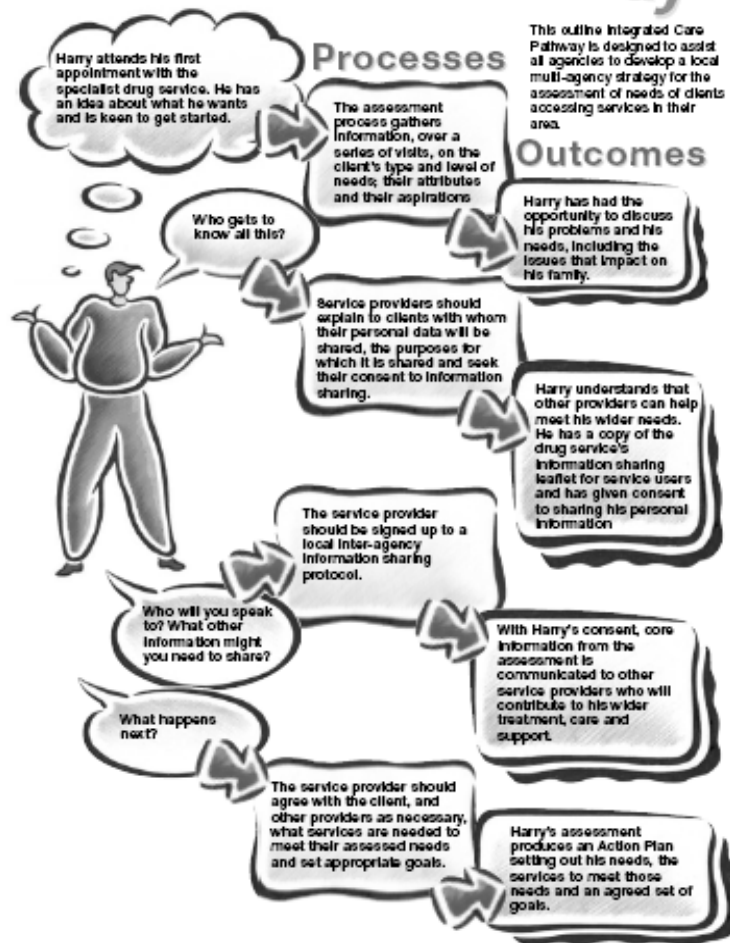 Processes
This outline Integrated Care
Pathway is designed to assist
all agencies to develop a local
multi-agency strategy for the
assessment of needs of clients
accessing services in their
area.
Harry attends his first
appointment with the
specialist drug service. He has
an idea about what he wants
and is keen to get started.
The assessment
process gathers
information, over a
series of visits, on the
client's type and level of
needs; their attributes
and their aspirations
Outcomes
Harry has had the
opportunity to discuss
his problems and his
needs, including the
issues that impact on
his family.
Who gets to
know all this?
Service providers should
explain to clients with whom
their personal data will be
shared, the purposes for
which it is shared and seek
their consent to information
sharing.
Harry understands that
other providers can help
meet his wider needs.
He has a copy of the
drug service's
information sharing
leaflet for service users
and has given consent
to sharing his personal
information
The service provider
should be signed up to a
local inter-agency
information sharing
protocol.
Who will you speak
to? What other
information might
you need to share?
With Harry's consent, core
information from the
assessment is
communicated to other
service providers who will
contribute to his wider
treatment, care and
support.
What happens
next?
The service provider should
agree with the client, and
other providers as necessary,
what services are needed to
meet their assessed needs
and set appropriate goals.
Harry's assessment
produces an Action Plan
setting out his needs, the
services to meet those
needs and an agreed set of
goals.